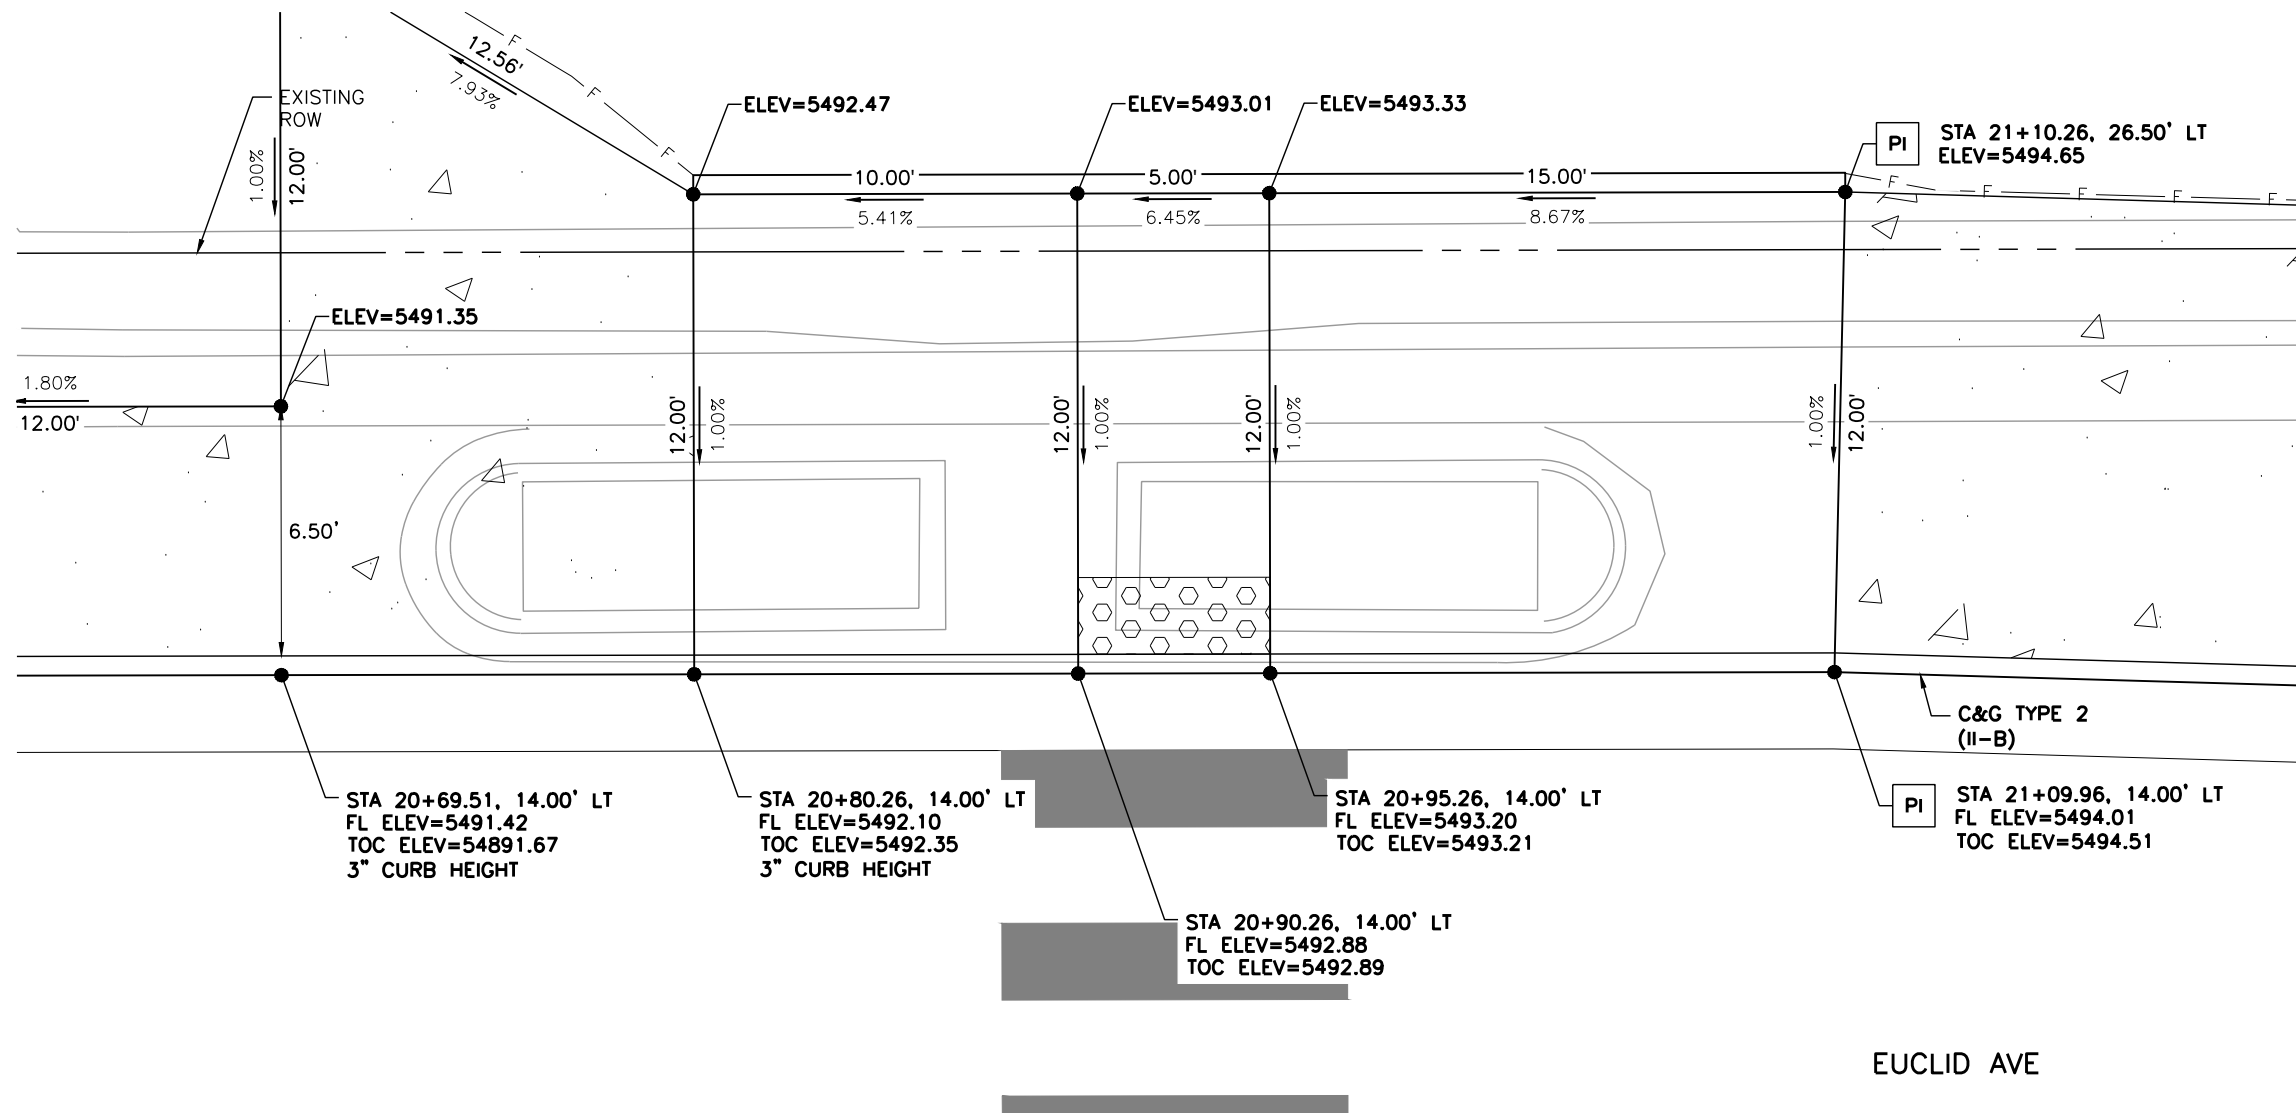 F
12.56'
7.93%
F
F
EXISTING
ROW
1.00%
12.00'
ELEV=5492.47
ELEV=5493.01
ELEV=5493.33
PI
STA 21+10.26, 26.50' LT
ELEV=5494.65
10.00'
5.00'
15.00'
5.41%
6.45%
8.67%
F
F
F
F
F
ELEV=5491.35
1.80%
12.00'
12.00'
1.00%
12.00'
1.00%
12.00'
1.00%
1.00%
12.00'
6.50'
C&G TYPE 2
(II-B)
STA 20+69.51, 14.00' LT
FL ELEV=5491.42
TOC ELEV=54891.67
3" CURB HEIGHT
STA 20+80.26, 14.00' LT
FL ELEV=5492.10
TOC ELEV=5492.35
3" CURB HEIGHT
STA 20+95.26, 14.00' LT
FL ELEV=5493.20
TOC ELEV=5493.21
PI
STA 21+09.96, 14.00' LT
FL ELEV=5494.01
TOC ELEV=5494.51
STA 20+90.26, 14.00' LT
FL ELEV=5492.88
TOC ELEV=5492.89
EUCLID AVE